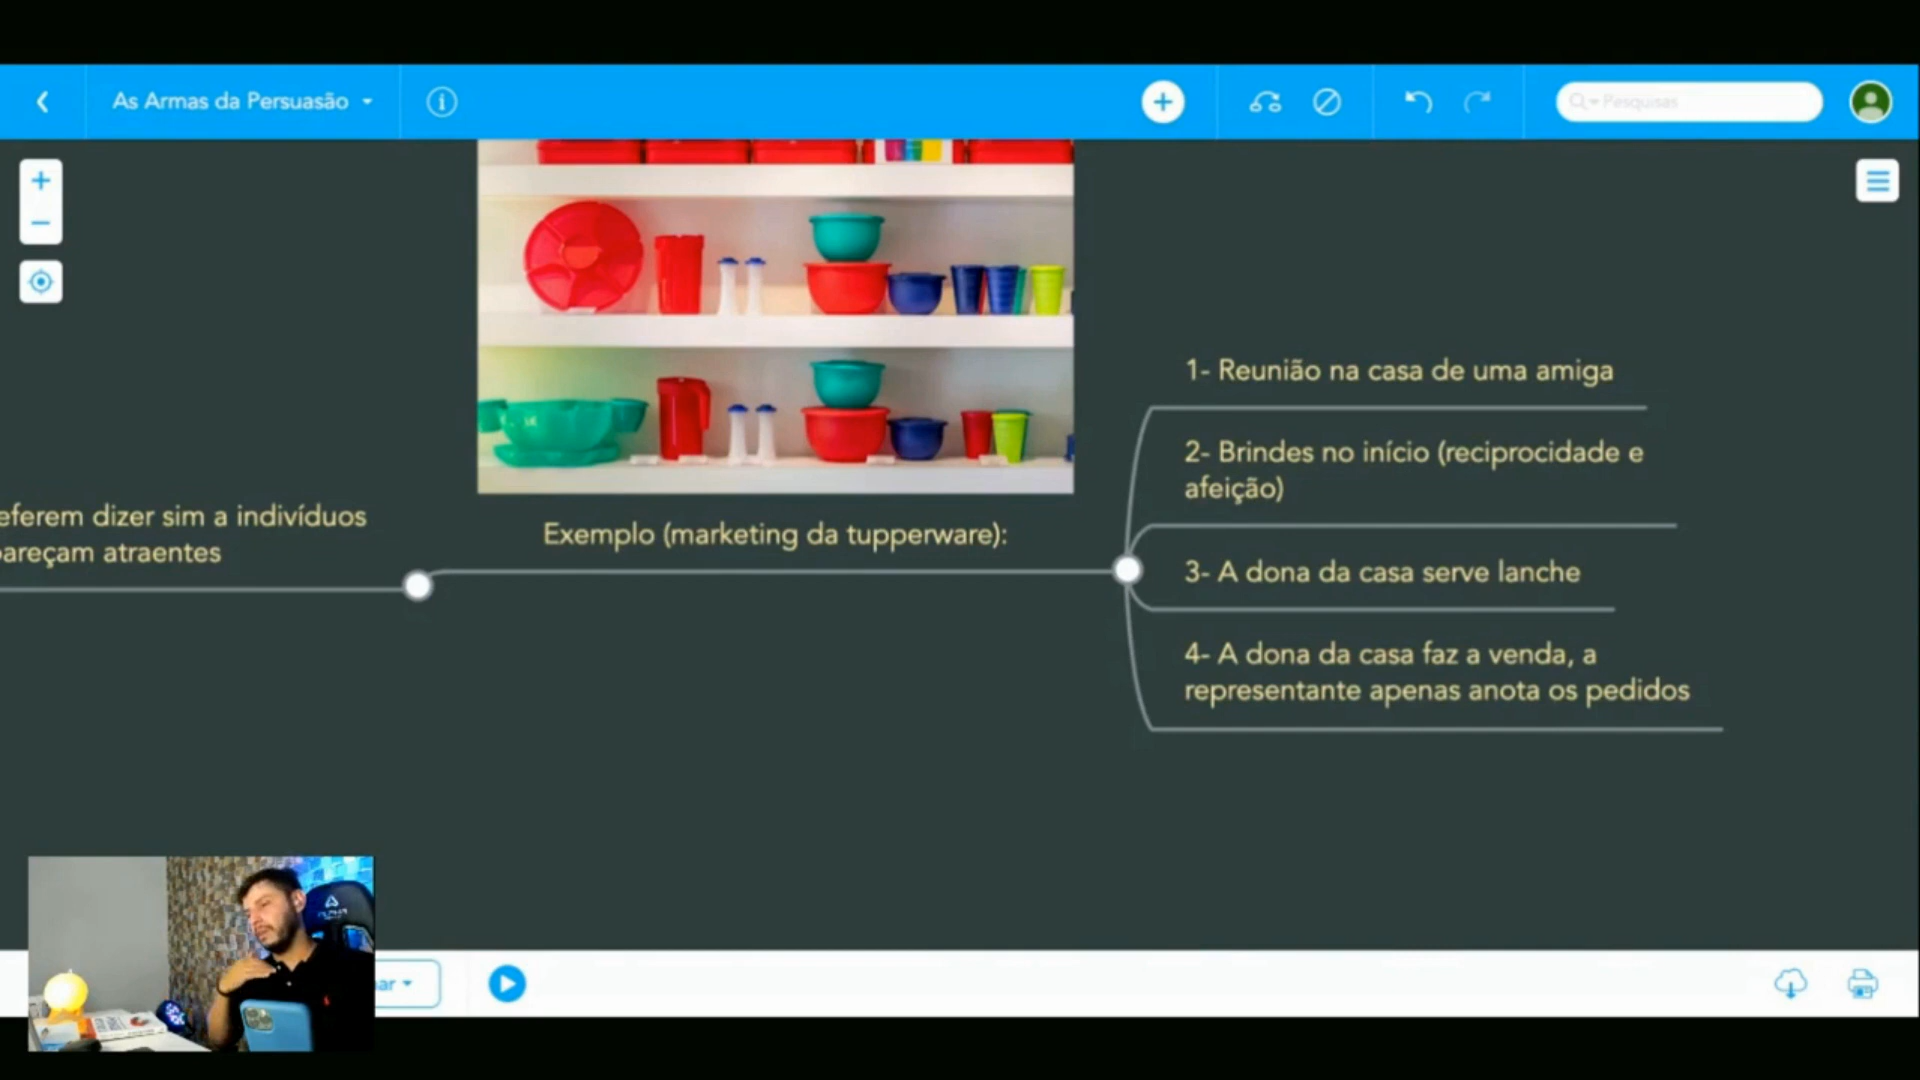 As Armas da Persuasão
Pesquisas
1- Reunião na casa de uma amiga
2- Brindes no início (reciprocidade e
afeição)
eferem dizer sim a indivíduos
pareçam atraentes
Exemplo (marketing da tupperware):
3- A dona da casa serve lanche
4- A dona da casa faz a venda, a
representante apenas anota os pedidos
ar